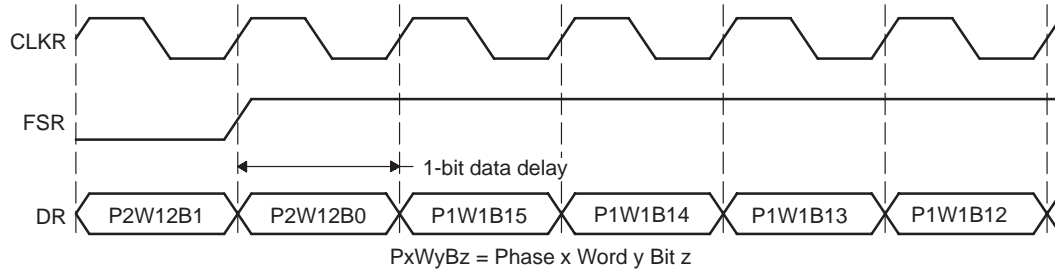 CLKR
FSR
1-bit data delay
DR P2W12B1 P2W12B0 P1W1B15 P1W1B14 P1W1B13 P1W1B12
PxWyBz = Phase x Word y Bit z